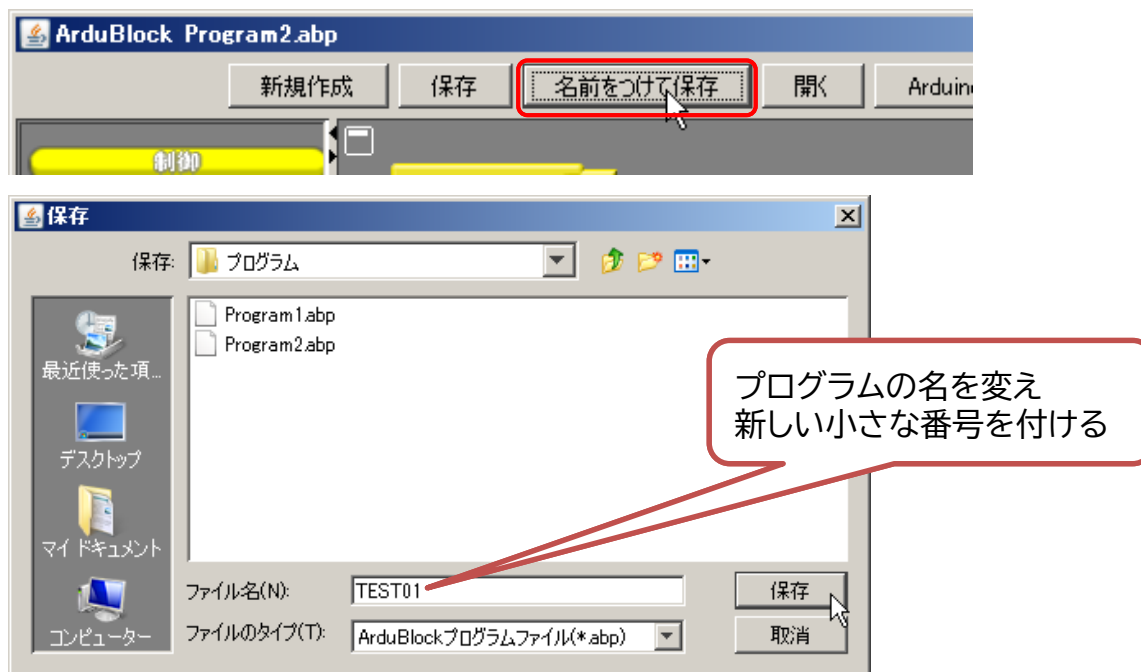 ArduBlock Program2.abp
新規作成 保存 名前をつけて保存 開く
制御
保存
保存: プログラム
Program1.abp
Program2.abp
最近使った項...
デスクトップ
マイ ドキュメント
コンピューター
プログラムの名を変え
新しい小さな番号を付ける
ファイル名(N): TEST01 保存
ファイルのタイプ(T): ArduBlockプログラムファイル(*.abp) 取消